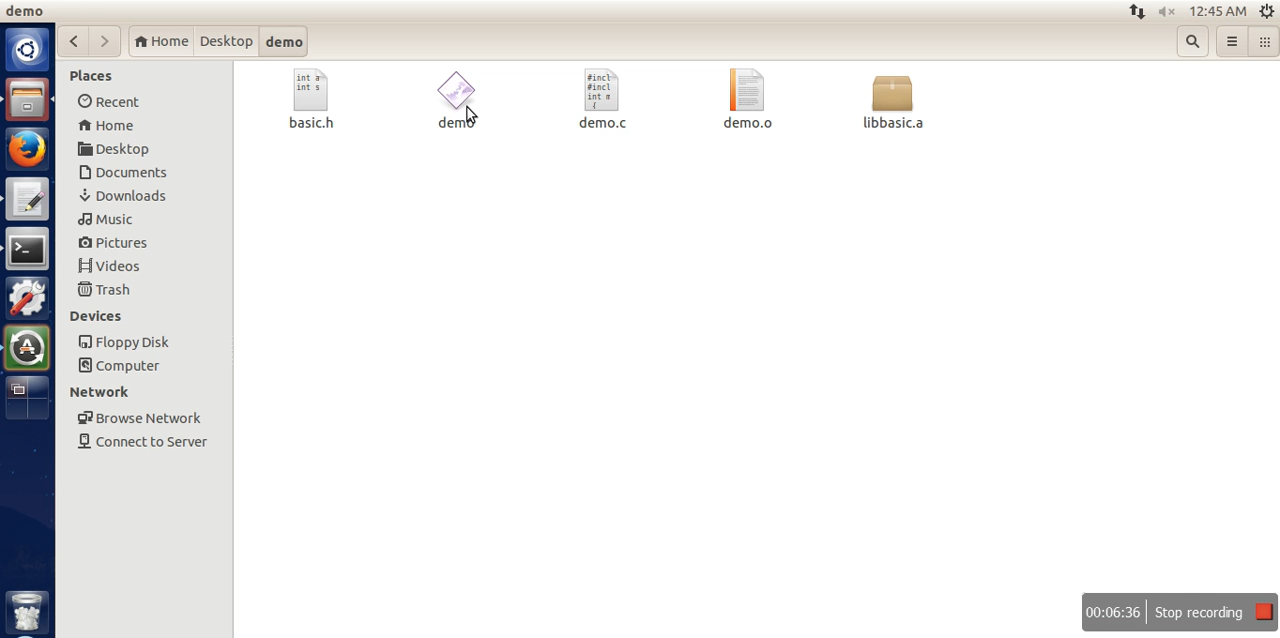 demo
12:45 AM
Home Desktop demo
Places
Recent
Home
Desktop
Documents
Downloads
Music
Pictures
Videos
Trash
Devices
Floppy Disk
Computer
Network
Browse Network
Connect to Server
int a
int s
basic.h
demo
#incl
#incl
int m
{
demo.c
demo.o
libbasic.a
00:06:36 Stop recording